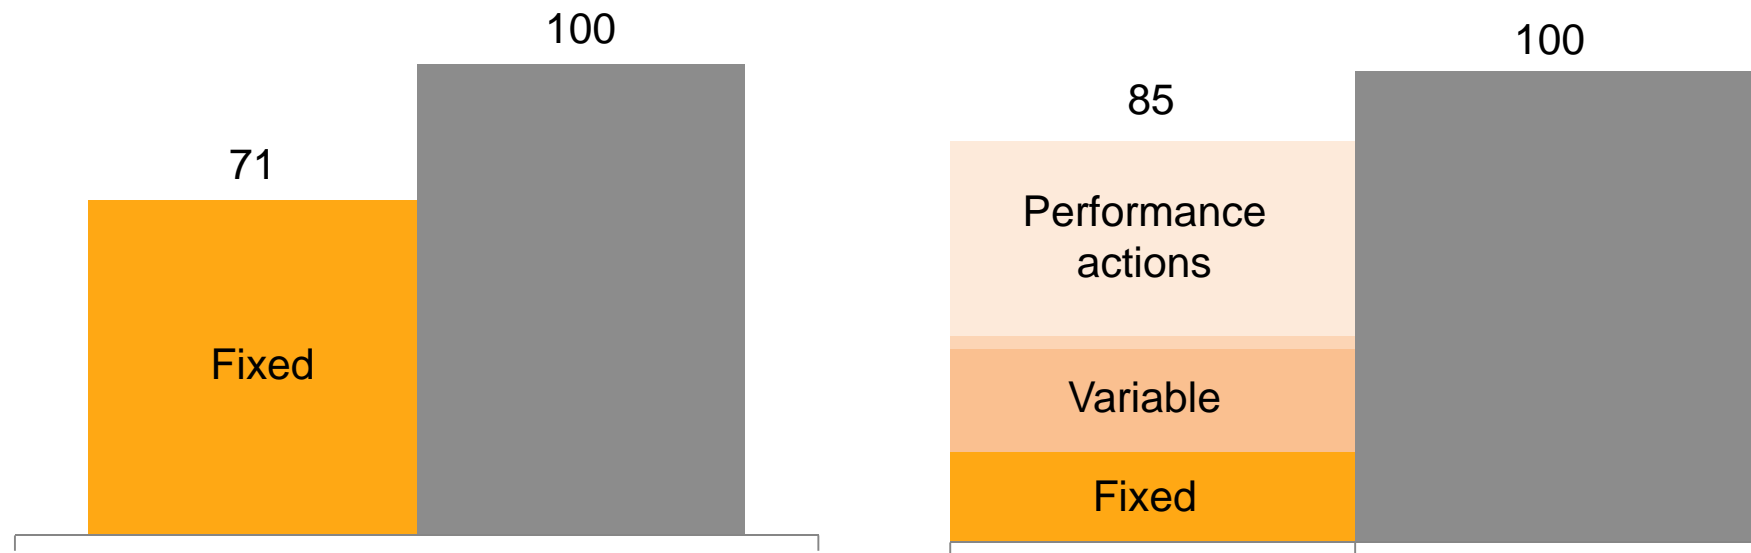 100
71
Fixed
100
85
Performance
actions
Variable
Fixed